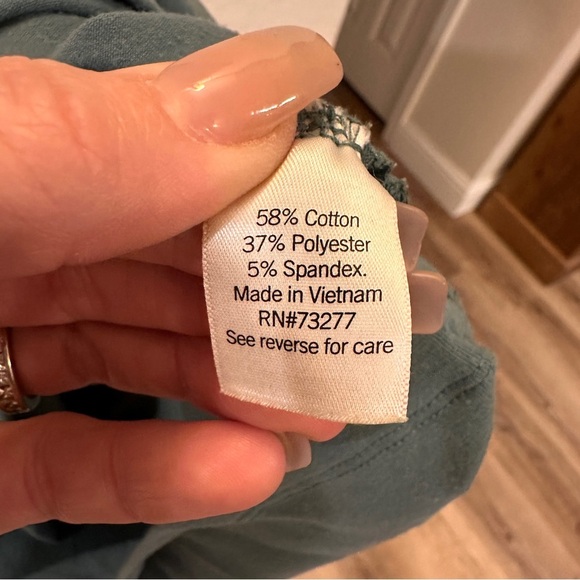 58% Cotton
37% Polyester
5% Spandex.
Made in Vietnam
RN#73277
See reverse for care